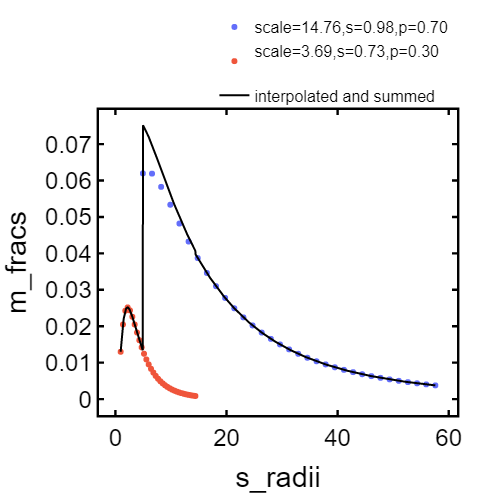 scale=14.76,s=0.98,p=0.70
scale=3.69,s=0.73,p=0.30
interpolated and summed
0.07
0.06
0.05
0.04
0.03
0.02
0.01
0
m_fracs
0 20 40 60
s_radii